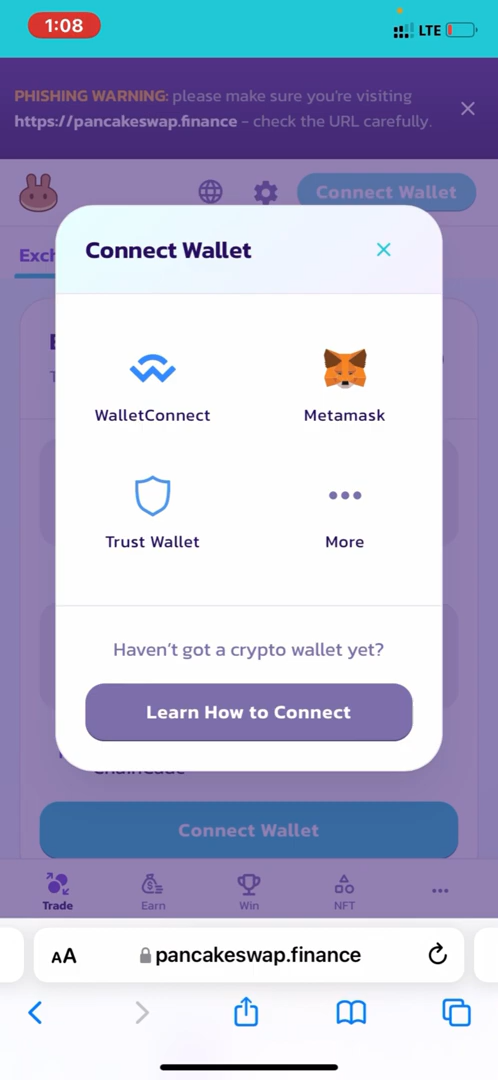 1:08
LTE
PHISHING WARNING: please make sure you're visiting
https://pancakeswap.finance - check the URL carefully.
Connect Wallet
Exch
Connect Wallet
WalletConnect
Metamask
Trust Wallet
More
Haven't got a crypto wallet yet?
Learn How to Connect
Connect Wallet
Trade
Earn
Win
NFT
AA
pancakeswap.finance